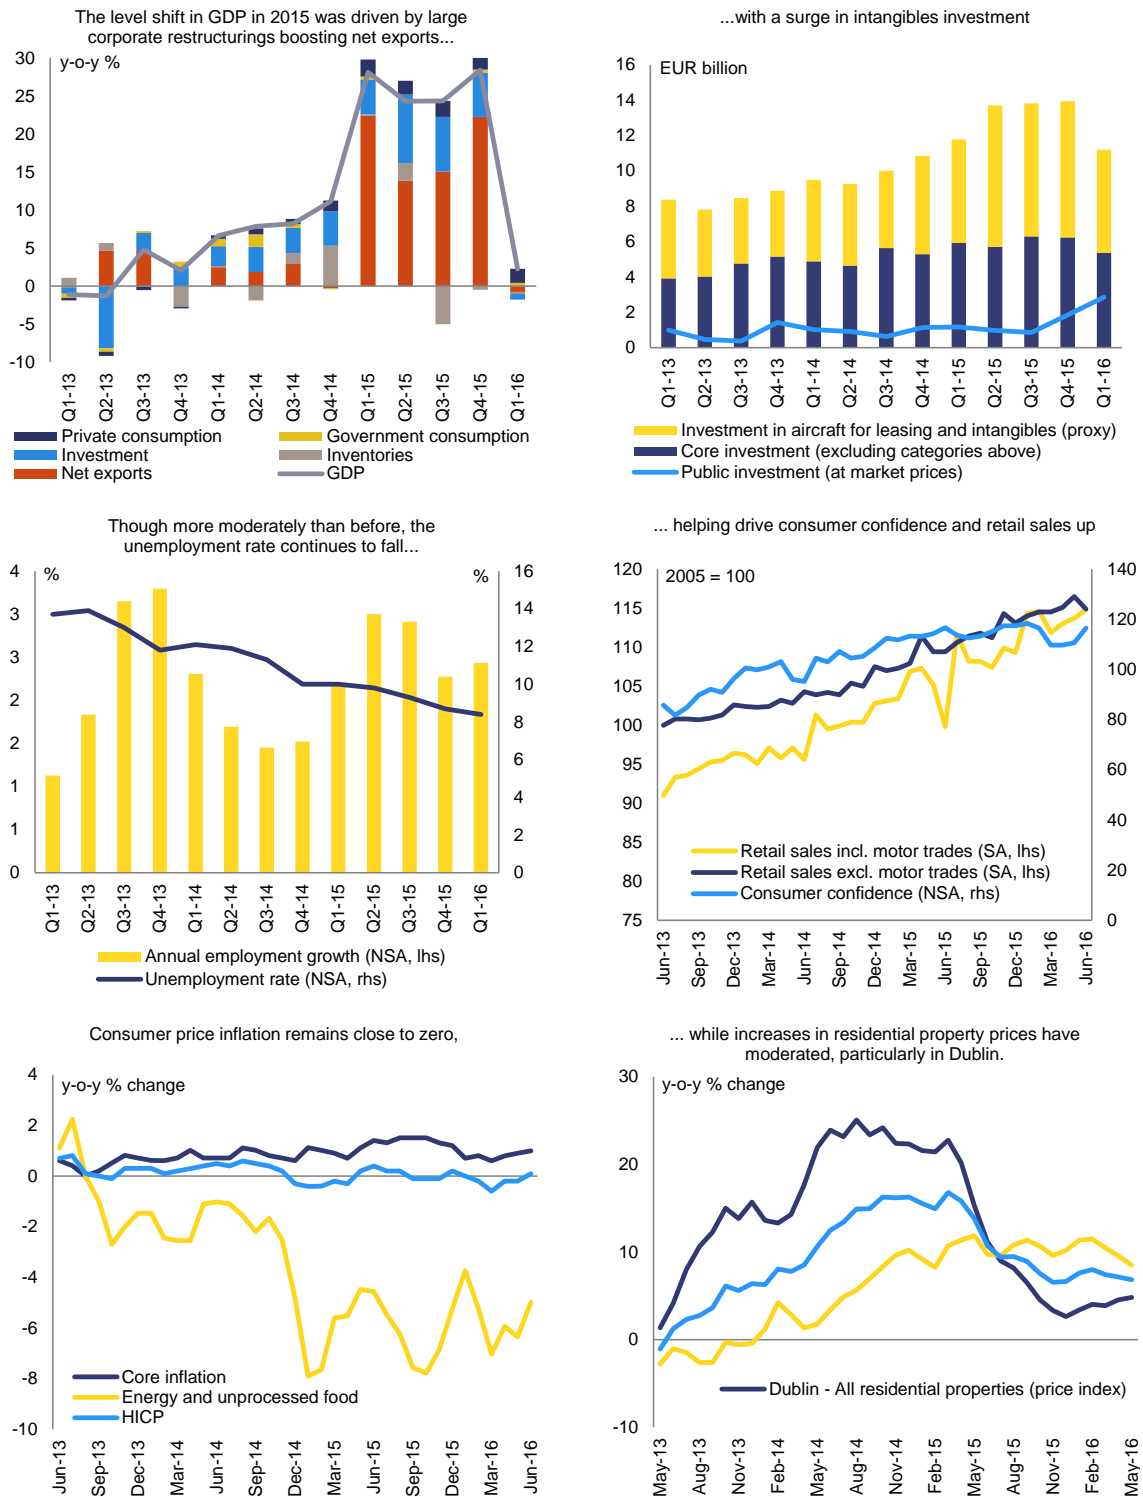 The level shift in GDP in 2015 was driven by large
corporate restructurings boosting net exports...
y-o-y %
30
25
20
15
10
5
0
-5
-10
Q1-13
Q2-13
Q3-13
Q4-13
Q1-14
Q2-14
Q3-14
Q4-14
Q1-15
Q2-15
Q3-15
Q4-15
Q1-16
Private consumption
Government consumption
Investment
Inventories
Net exports
GDP
...with a surge in intangibles investment
EUR billion
16
14
12
10
8
6
4
2
0
Q1-13
Q2-13
Q3-13
Q4-13
Q1-14
Q2-14
Q3-14
Q4-14
Q1-15
Q2-15
Q3-15
Q4-15
Q1-16
Investment in aircraft for leasing and intangibles (proxy)
Core investment (excluding categories above)
Public investment (at market prices)
Though more moderately than before, the
unemployment rate continues to fall...
%
%
4
3
3
2
2
1
1
0
16
14
12
10
8
6
4
2
0
Q1-13
Q2-13
Q3-13
Q4-13
Q1-14
Q2-14
Q3-14
Q4-14
Q1-15
Q2-15
Q3-15
Q4-15
Q1-16
Annual employment growth (NSA, lhs)
Unemployment rate (NSA, rhs)
... helping drive consumer confidence and retail sales up
2005 = 100
120
115
110
105
100
95
90
85
80
75
140
120
100
80
60
40
20
0
Retail sales incl. motor trades (SA, lhs)
Retail sales excl. motor trades (SA, lhs)
Consumer confidence (NSA, rhs)
Jun-13
Sep-13
Dec-13
Mar-14
Jun-14
Sep-14
Dec-14
Mar-15
Jun-15
Sep-15
Dec-15
Mar-16
Jun-16
Consumer price inflation remains close to zero,
y-o-y % change
4
2
0
-2
-4
-6
-8
-10
Core inflation
Energy and unprocessed food
HICP
Jun-13
Sep-13
Dec-13
Mar-14
Jun-14
Sep-14
Dec-14
Mar-15
Jun-15
Sep-15
Dec-15
Mar-16
Jun-16
... while increases in residential property prices have
moderated, particularly in Dublin.
y-o-y % change
30
20
10
0
-10
Dublin - All residential properties (price index)
May-13
Aug-13
Nov-13
Feb-14
May-14
Aug-14
Nov-14
Feb-15
May-15
Aug-15
Nov-15
Feb-16
May-16